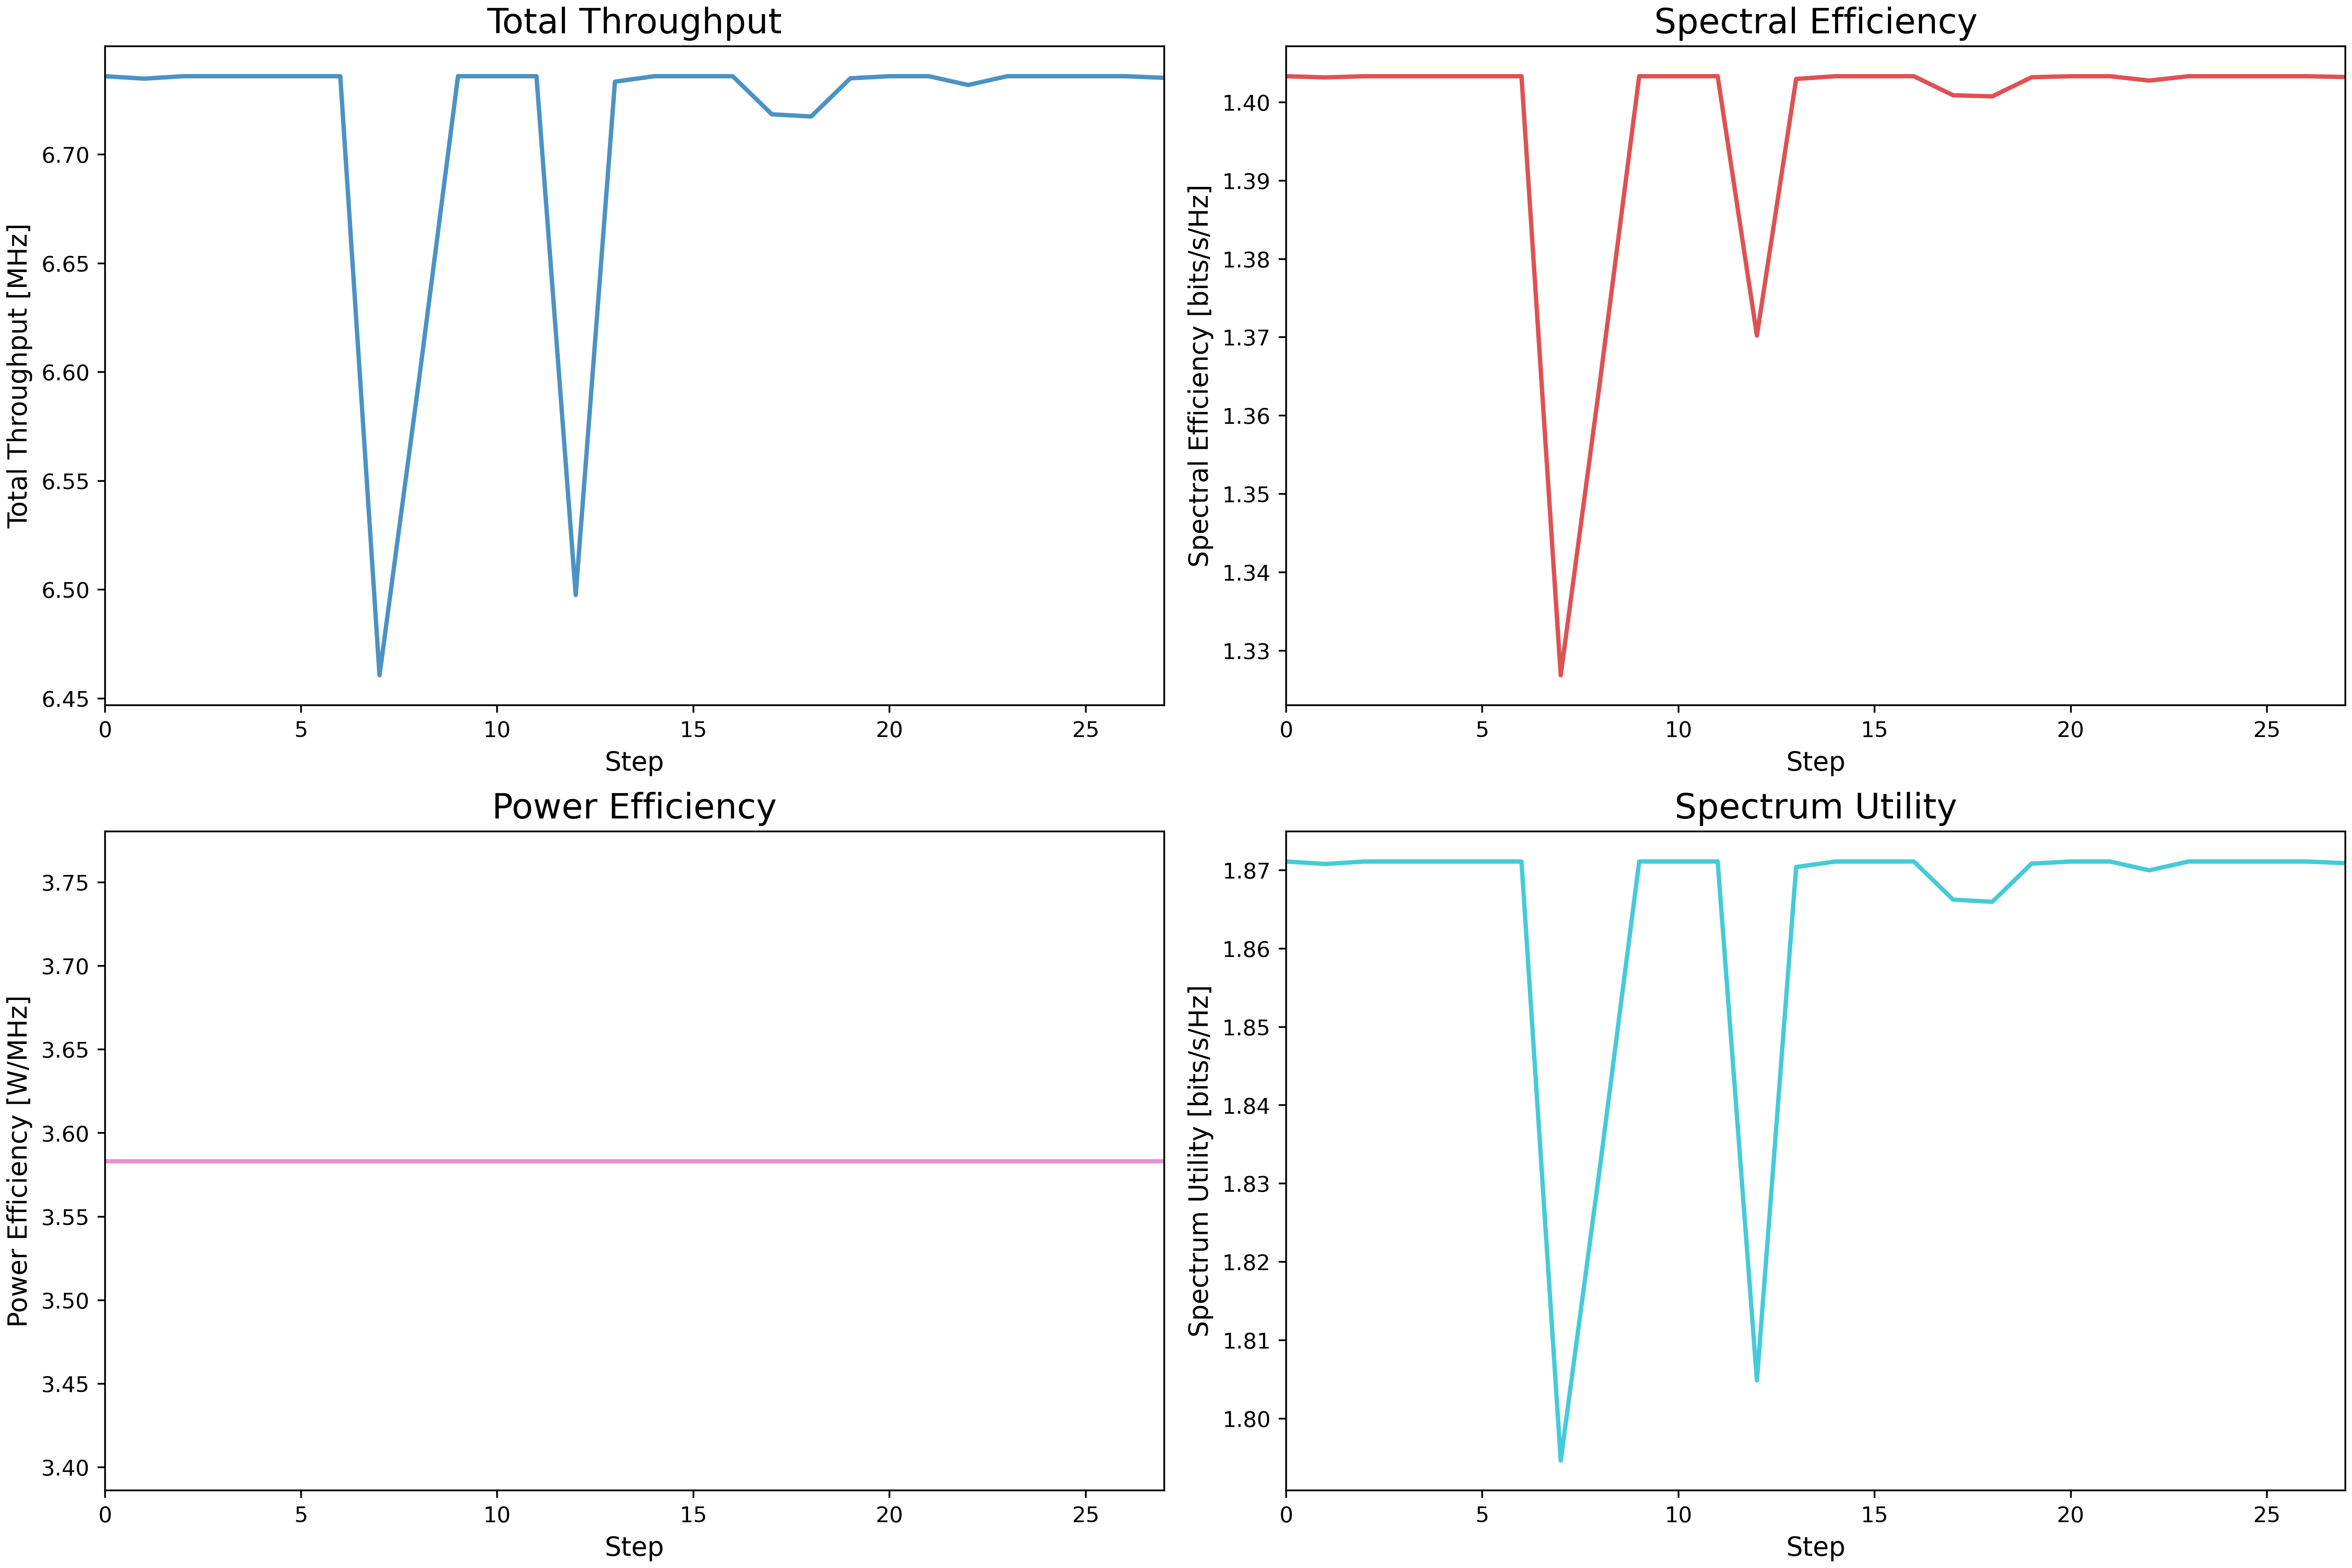 Total Throughput
Total Throughput [MHz]
6.70
6.65
6.60
6.55
6.50
6.45
0 5 10 15 20 25
Step
Spectral Efficiency
Spectral Efficiency [bits/s/Hz]
1.40
1.39
1.38
1.37
1.36
1.35
1.34
1.33
0 5 10 15 20 25
Step
Power Efficiency
Power Efficiency [W/MHz]
3.75
3.70
3.65
3.60
3.55
3.50
3.45
3.40
0 5 10 15 20 25
Step
Spectrum Utility
Spectrum Utility [bits/s/Hz]
1.87
1.86
1.85
1.84
1.83
1.82
1.81
1.80
0 5 10 15 20 25
Step